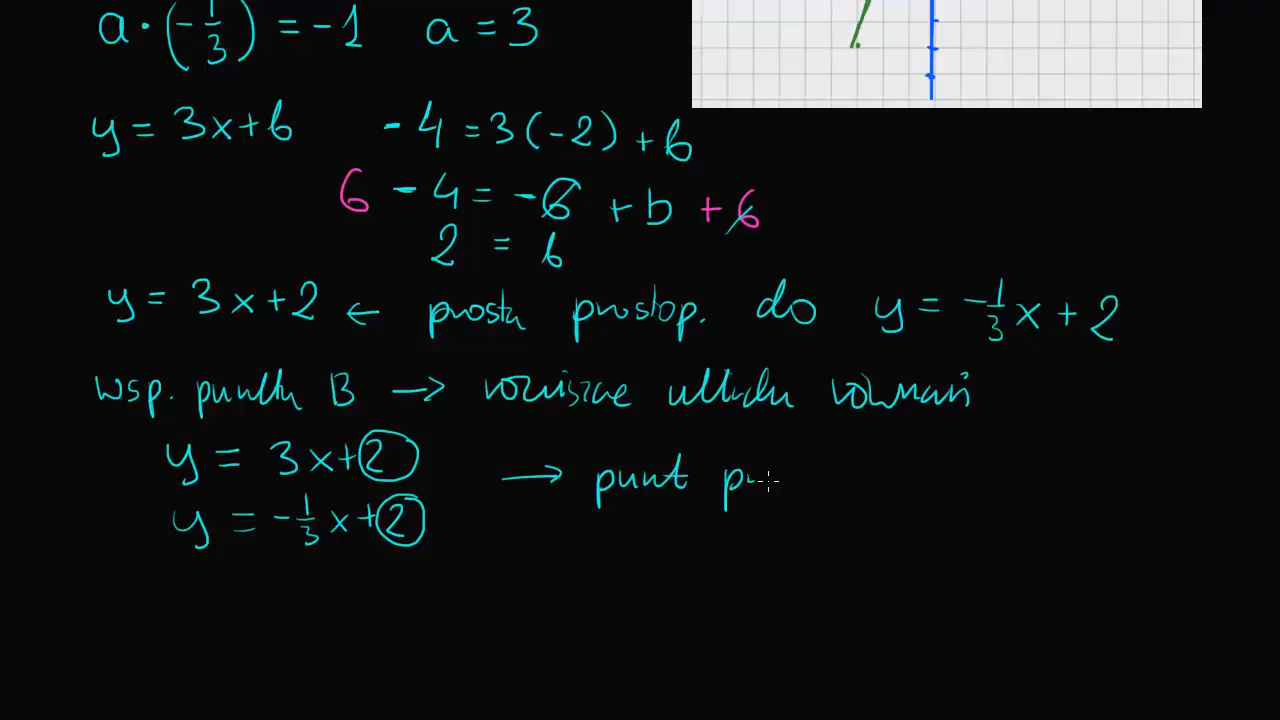 a · (-1/3) = -1 a = 3
y = 3x+b -4 = 3(-2) + b
6 -4 = -6 + b + 6
2 = b
y = 3x+2 ← prosta prostop. do y = -1/3 x + 2
wsp. punktu B → rozwiązanie układu równań
y = 3x+2 → punt
y = -1/3 x+2